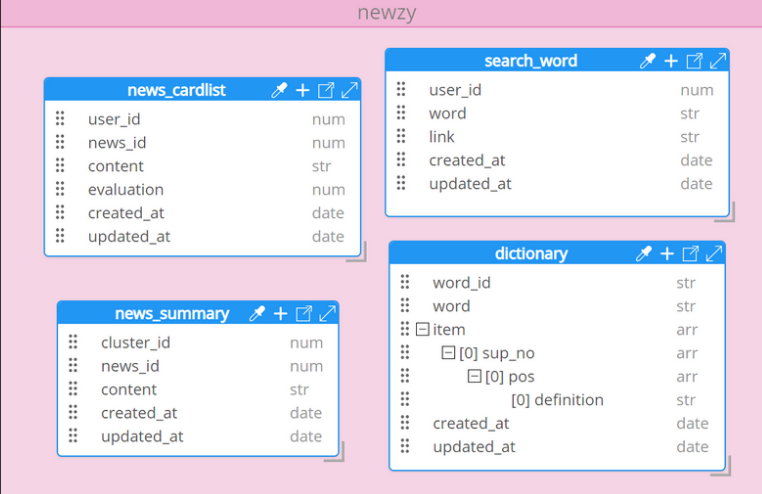 newzy
news_cardlist
user_id num
news_id num
content str
evaluation num
created_at date
updated_at date
search_word
user_id num
word str
link str
created_at date
updated_at date
news_summary
cluster_id num
news_id num
content str
created_at date
updated_at date
dictionary
word_id str
word str
item arr
[0] sup_no arr
[0] pos arr
[0] definition str
created_at date
updated_at date